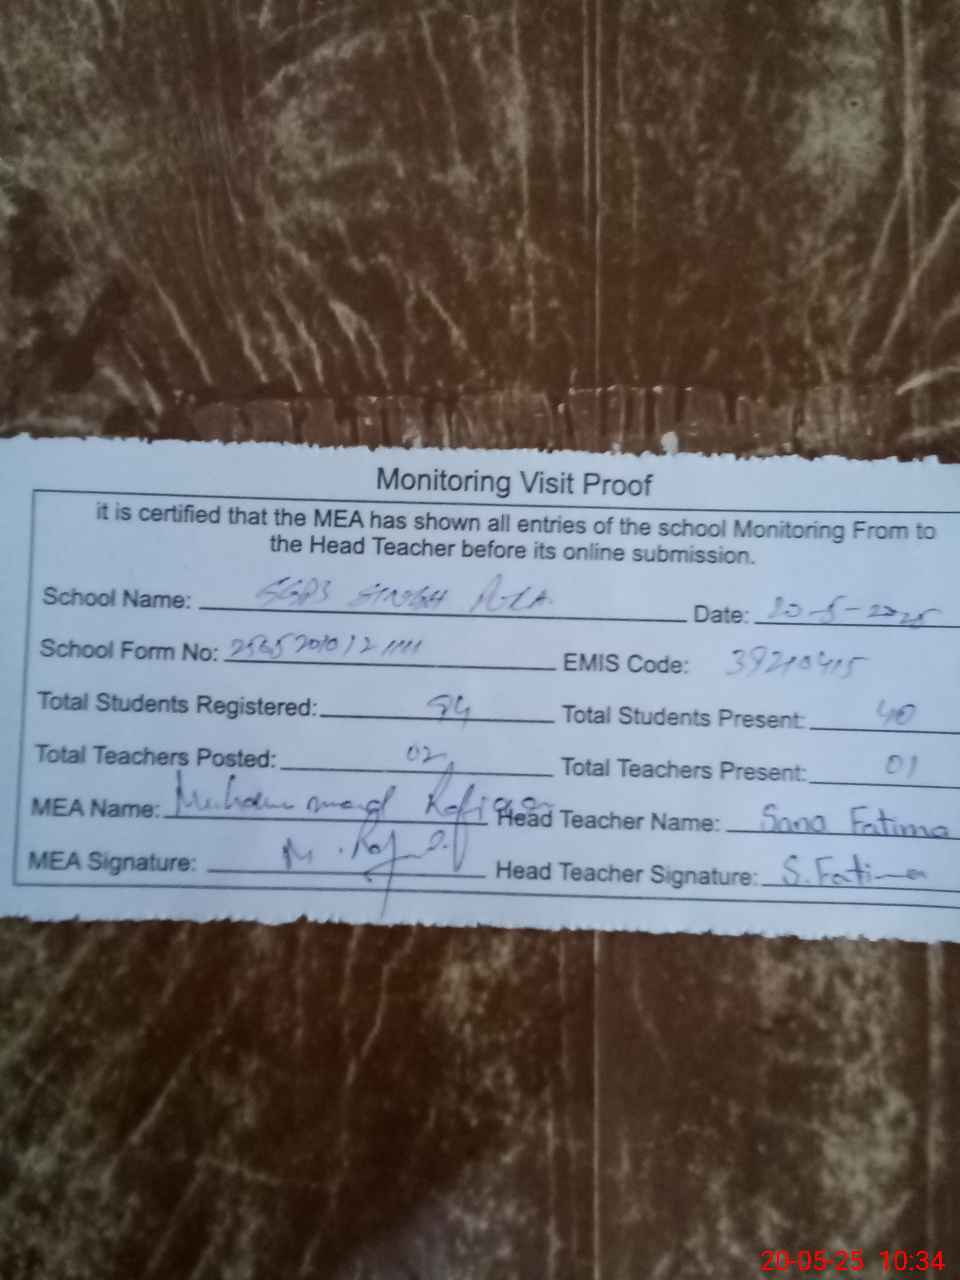 Monitoring Visit Proof
it is certified that the MEA has shown all entries of the school Monitoring From to
the Head Teacher before its online submission.
School Name: Date: 20-5-2025
School Form No: EMIS Code: 39210415
Total Students Registered: 84 Total Students Present: 40
Total Teachers Posted: 02 Total Teachers Present: 01
MEA Name: Muhammad Rafique Head Teacher Name: Sana Fatima
MEA Signature: Head Teacher Signature: S.Fatima
20-05-25 10:34